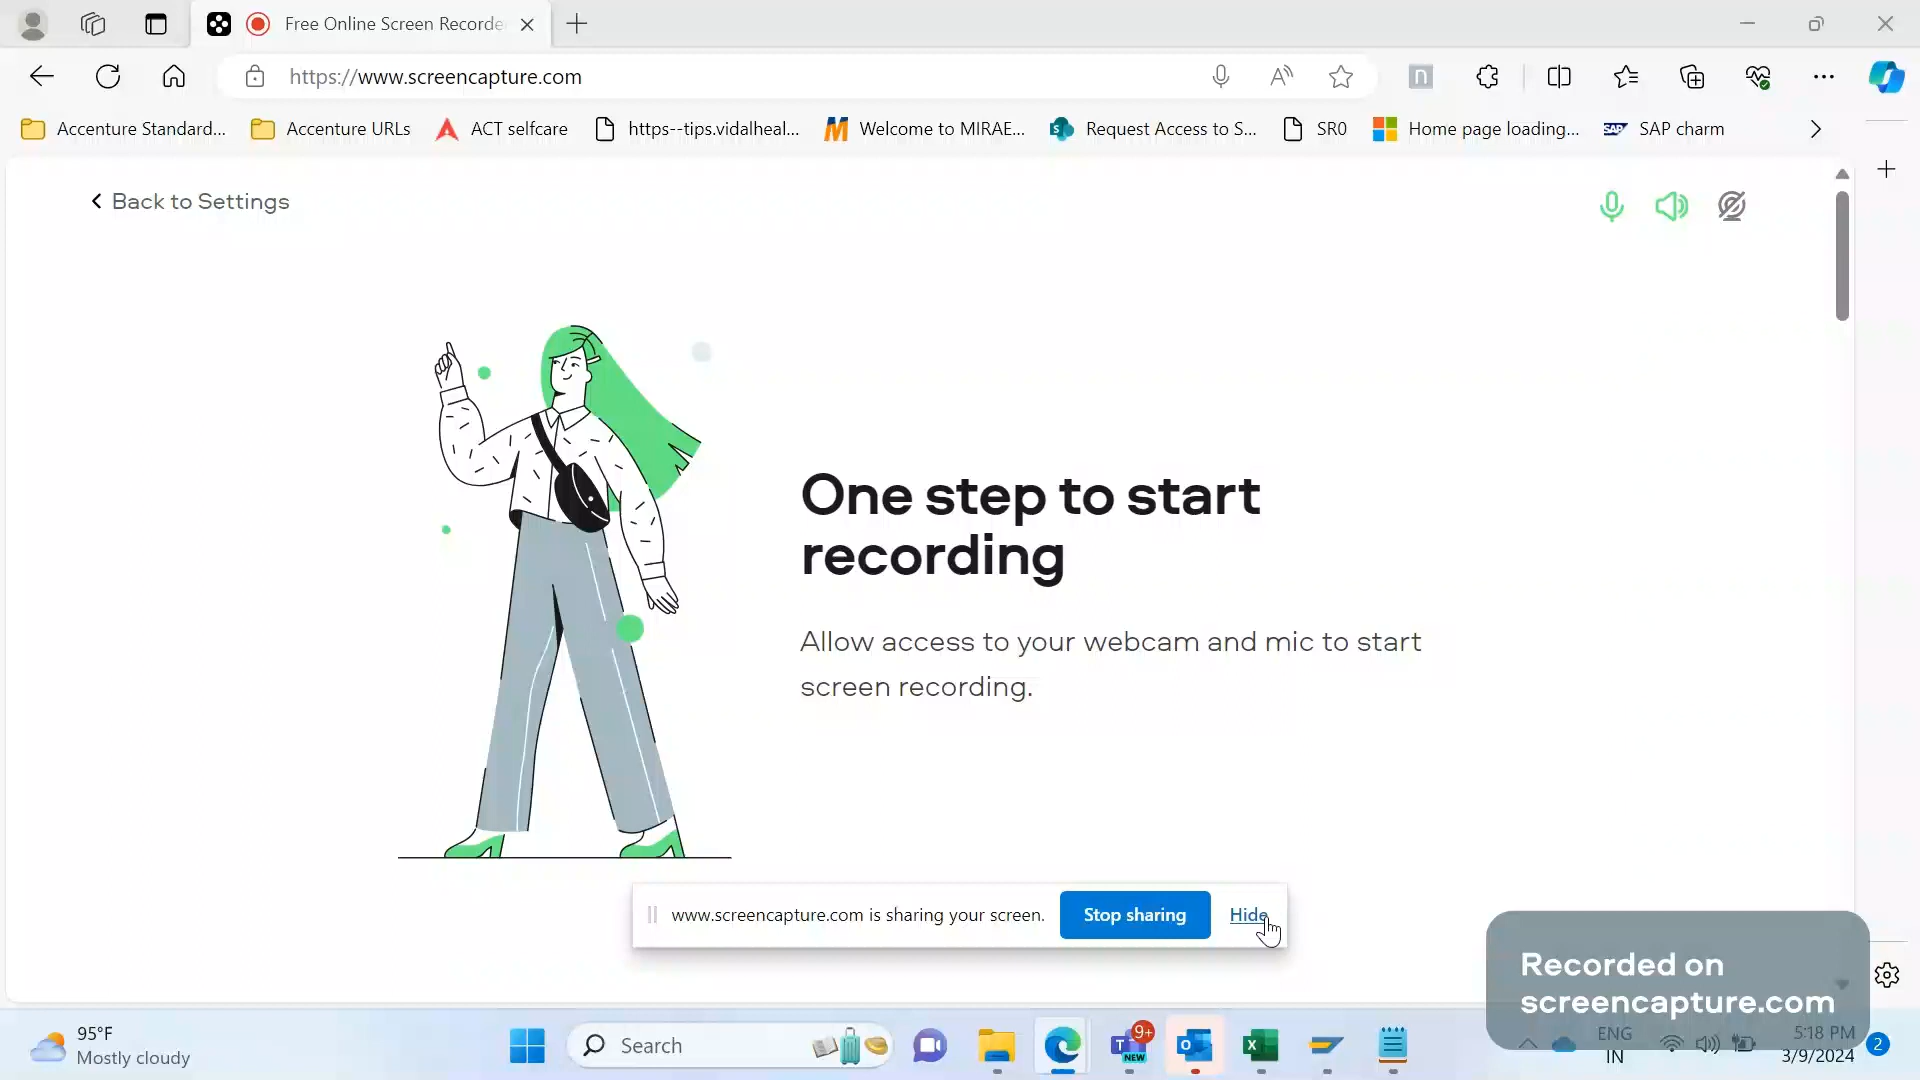 Free Online Screen Recorde
https://www.screencapture.com
Accenture Standard...
Accenture URLs
ACT selfcare
https--tips.vidalheal...
Welcome to MIRAE...
Request Access to S...
SR0
Home page loading...
SAP charm
Back to Settings
One step to start
recording
Allow access to your webcam and mic to start
screen recording.
www.screencapture.com is sharing your screen.
Stop sharing
Hide
Recorded on
screencapture.com
95°F
Mostly cloudy
Search
9+
NEW
ENG
IN
5:18 PM
3/9/2024
2